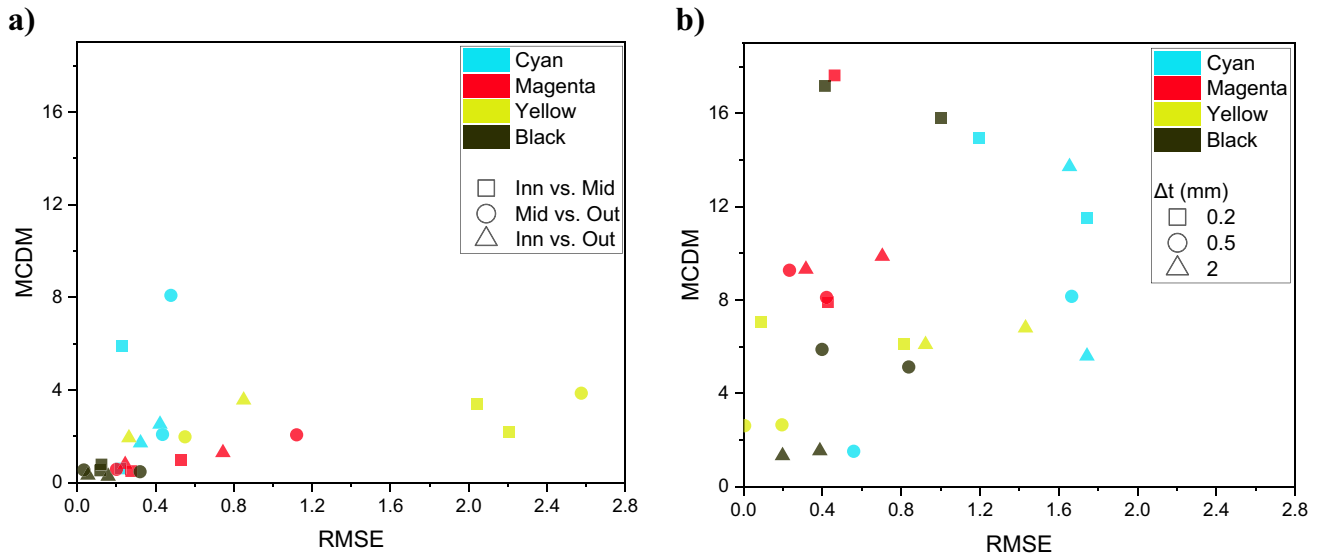 a)
MCDM
16
12
8
4
0
0.0 0.4 0.8 1.2 1.6 2.0 2.4 2.8
RMSE
Cyan
Magenta
Yellow
Black
Inn vs. Mid
Mid vs. Out
Inn vs. Out
b)
MCDM
16
12
8
4
0
0.0 0.4 0.8 1.2 1.6 2.0 2.4 2.8
RMSE
Cyan
Magenta
Yellow
Black
Δt (mm)
0.2
0.5
2